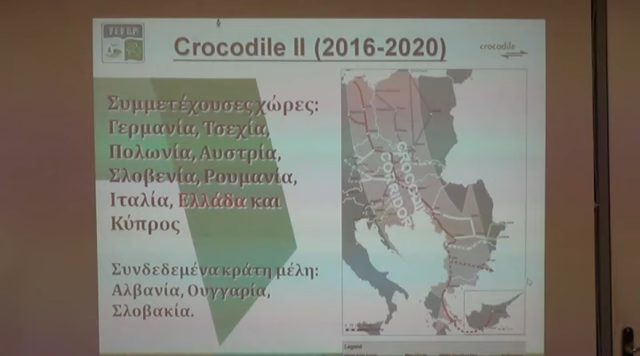 Crocodile II (2016-2020)
crocodile
Συμμετέχουσες χώρες:
Γερμανία, Τσεχία,
Πολωνία, Αυστρία,
Σλοβενία, Ρουμανία,
Ιταλία, Ελλάδα και
Κύπρος
Συνδεδεμένα κράτη μέλη:
Αλβανία, Ουγγαρία,
Σλοβακία.
CROCODILE
CORRIDOR
Legend